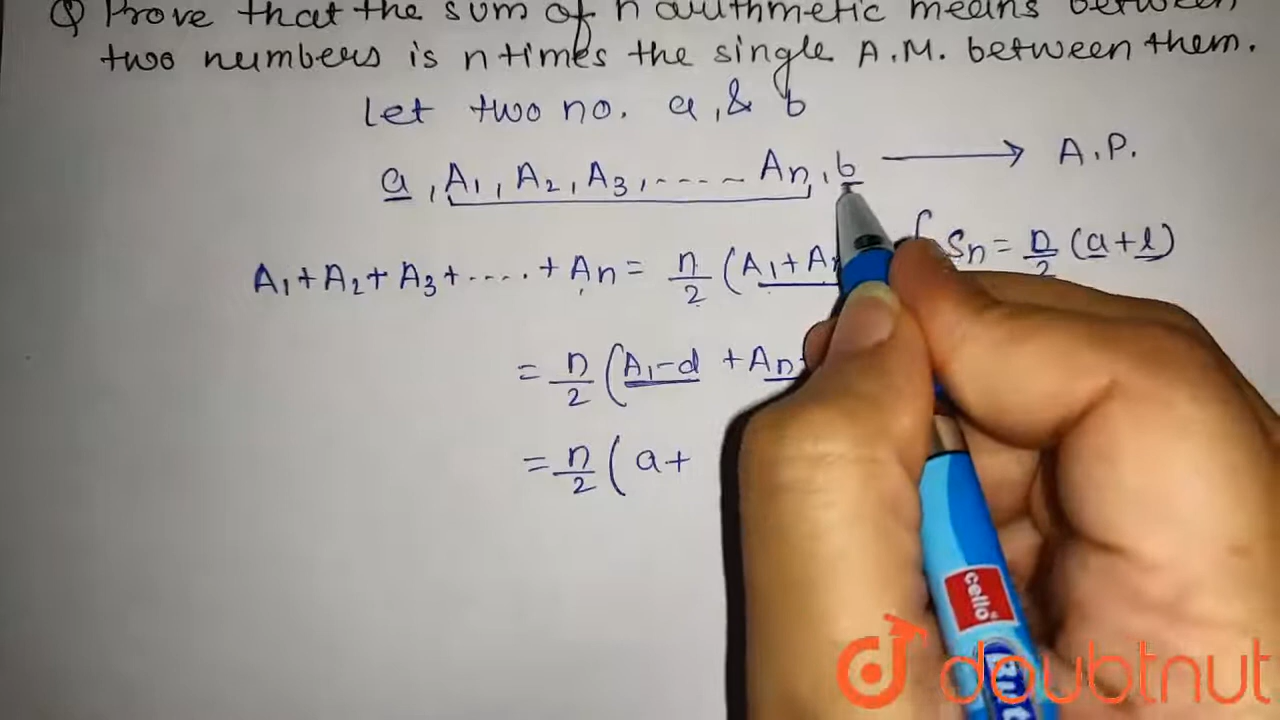 Q Prove that the sum of n arithmetic means between
two numbers is n times the single A.M. between them.
Let two no. a, & b
a, A1, A2, A3, ..... An, b → A.P.
A1+A2+A3+.....+An = n/2 (A1+A Sn = n/2 (a+l)
= n/2 (A1-d +An
= n/2 ( a+
cello
doubtnut